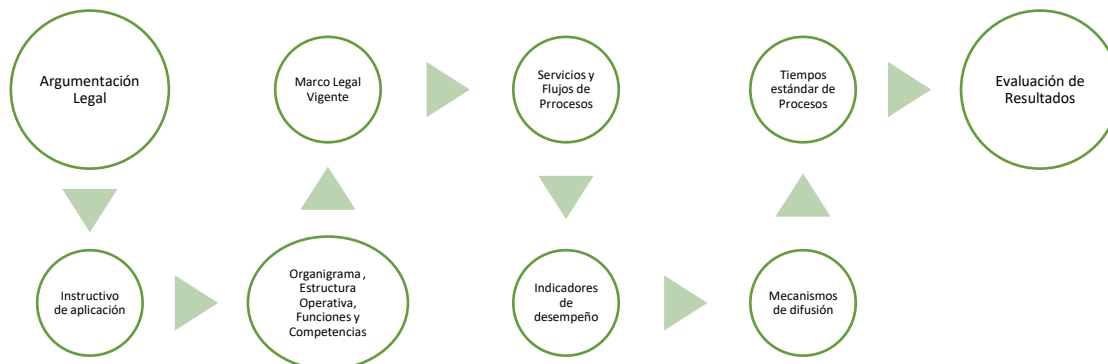 Argumentación
Legal
Instructivo
de aplicación
Organigrama ,
Estructura
Operativa,
Funciones y
Competencias
Marco Legal
Vigente
Servicios y
Flujos de
Prrocesos
Indicadores
de
desempeño
Mecanismos
de difusión
Tiempos
estándar de
Procesos
Evaluación de
Resultados